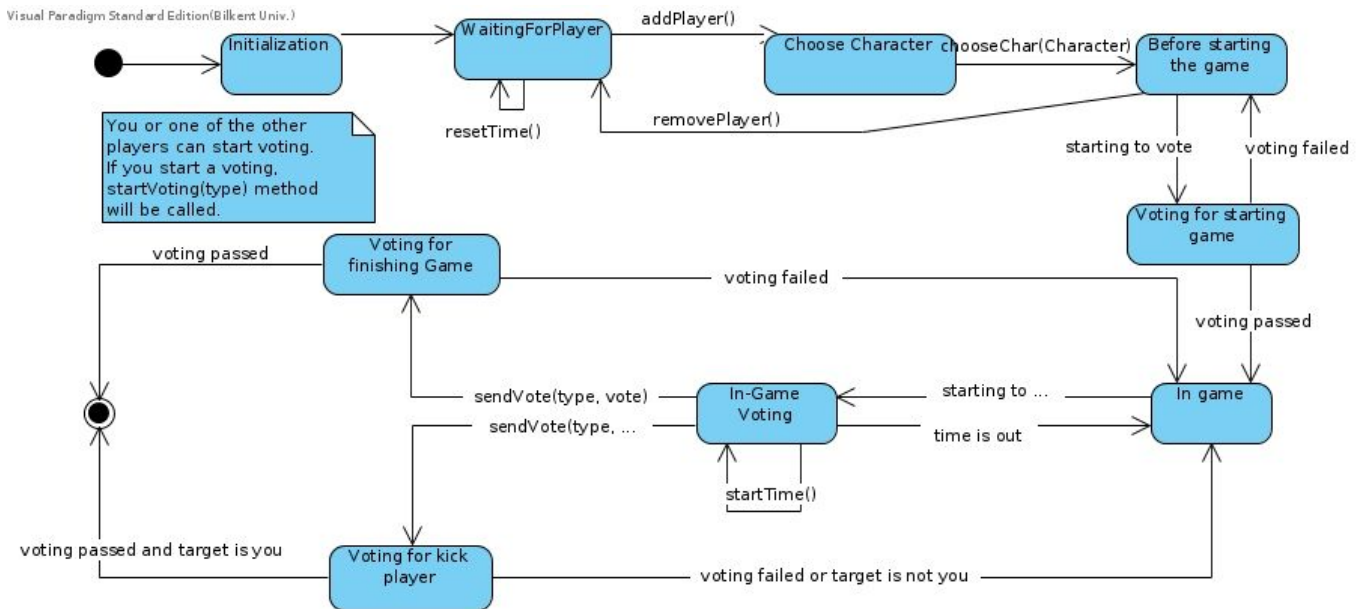 Visual Paradigm Standard Edition(Bilkent Univ.)
Initialization
WaitingForPlayer
addPlayer()
Choose Character
chooseChar(Character)
Before starting
the game
resetTime()
removePlayer()
You or one of the other
players can start voting.
If you start a voting,
startVoting(type) method
will be called.
starting to vote
voting failed
Voting for starting
game
voting passed
Voting for
finishing Game
voting failed
voting passed
sendVote(type, vote)
sendVote(type, ...
In-Game
Voting
starting to ...
time is out
In game
startTime()
voting passed and target is you
Voting for kick
player
voting failed or target is not you